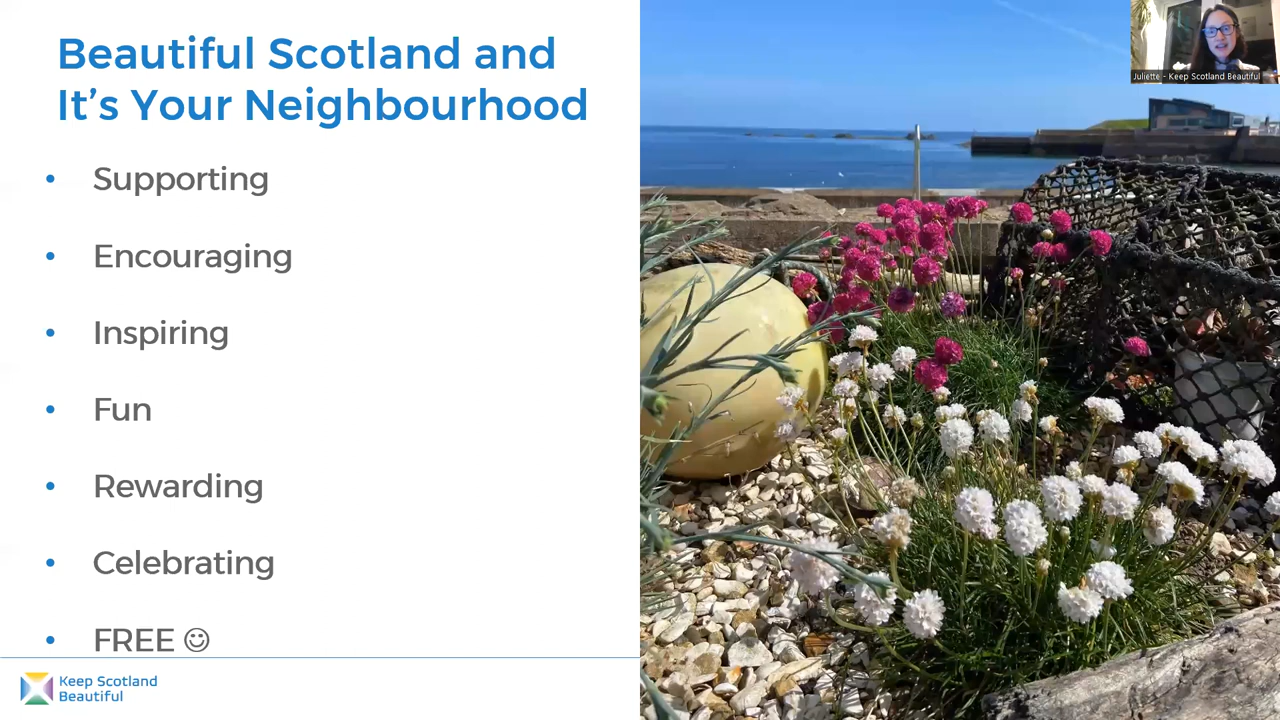 Beautiful Scotland and
It’s Your Neighbourhood
• Supporting
• Encouraging
• Inspiring
• Fun
• Rewarding
• Celebrating
• FREE ☺
Keep Scotland
Beautiful
Juliette - Keep Scotland Beautiful